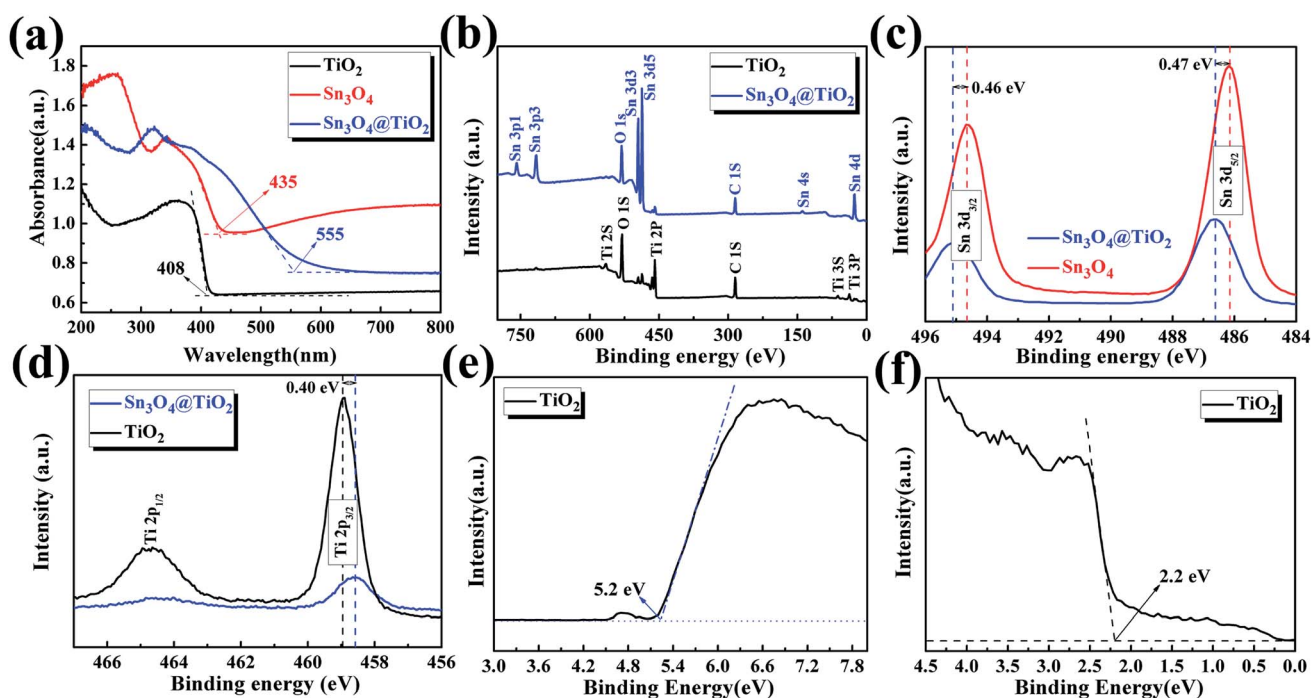 (a)
1.8
1.6
1.4
1.2
1.0
0.8
0.6
Absorbance(a.u.)
TiO₂
Sn₃O₄
Sn₃O₄@TiO₂
435
555
408
200 300 400 500 600 700 800
Wavelength(nm)
(b)
Intensity (a.u.)
TiO₂
Sn₃O₄@TiO₂
Sn 3p1
Sn 3p3
O 1s
Sn 3d3
Sn 3d5
C 1S
Sn 4s
Sn 4d
Ti 2S
O 1S
Ti 2P
C 1S
Ti 3S
Ti 3P
750 600 450 300 150 0
Binding energy (eV)
(c)
Intensity (a.u.)
0.46 eV
0.47 eV
Sn 3d₃/₂
Sn 3d₅/₂
Sn₃O₄@TiO₂
Sn₃O₄
496 494 492 490 488 486 484
Binding energy (eV)
(d)
Intensity (a.u.)
Sn₃O₄@TiO₂
TiO₂
0.40 eV
Ti 2p₁/₂
Ti 2p₃/₂
466 464 462 460 458 456
Binding energy (eV)
(e)
Intensity(a.u.)
TiO₂
5.2 eV
3.0 3.6 4.2 4.8 5.4 6.0 6.6 7.2 7.8
Binding Energy(eV)
(f)
Intensity(a.u.)
TiO₂
2.2 eV
4.5 4.0 3.5 3.0 2.5 2.0 1.5 1.0 0.5 0.0
Binding Energy(eV)